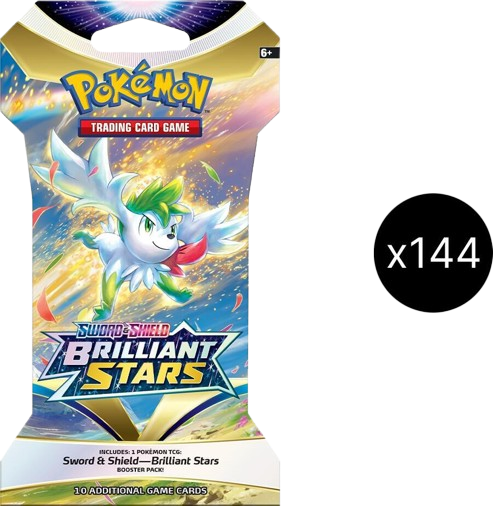 6+
POKéMON
TRADING CARD GAME
SWORD & SHIELD
BRILLIANT
STARS
INCLUDES: 1 POKÉMON TCG:
Sword & Shield—Brilliant Stars
BOOSTER PACK!
10 ADDITIONAL GAME CARDS
x144